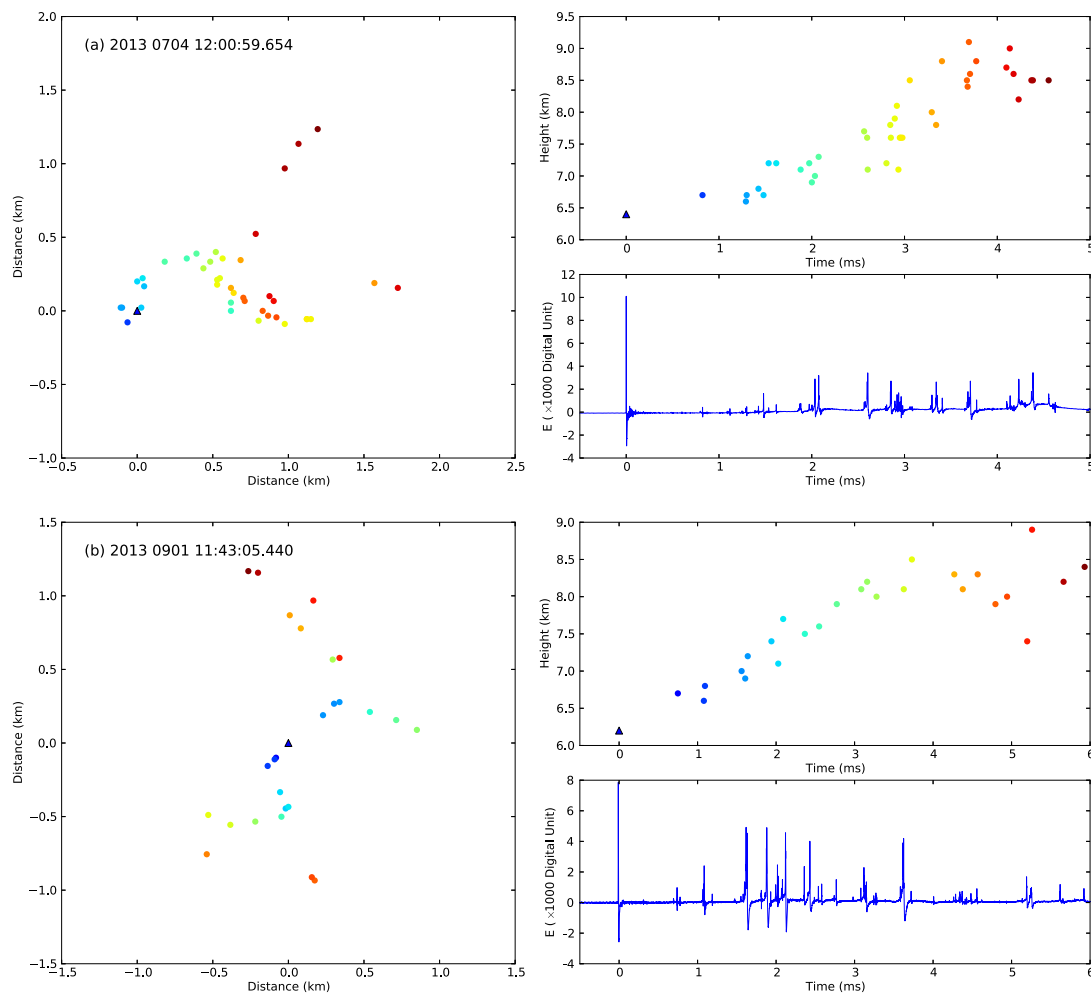 (a) 2013 0704 12:00:59.654
Distance (km)
2.0
1.5
1.0
0.5
0.0
−0.5
−1.0
−0.5 0.0 0.5 1.0 1.5 2.0 2.5
Distance (km)
Height (km)
9.5
9.0
8.5
8.0
7.5
7.0
6.5
6.0
0 1 2 3 4 5
Time (ms)
E ( ×1000 Digital Unit)
12
10
8
6
4
2
0
−2
−4
0 1 2 3 4 5
Time (ms)
(b) 2013 0901 11:43:05.440
Distance (km)
1.5
1.0
0.5
0.0
−0.5
−1.0
−1.5
−1.5 −1.0 −0.5 0.0 0.5 1.0 1.5
Distance (km)
Height (km)
9.0
8.5
8.0
7.5
7.0
6.5
6.0
0 1 2 3 4 5 6
Time (ms)
E ( ×1000 Digital Unit)
8
6
4
2
0
−2
−4
0 1 2 3 4 5 6
Time (ms)